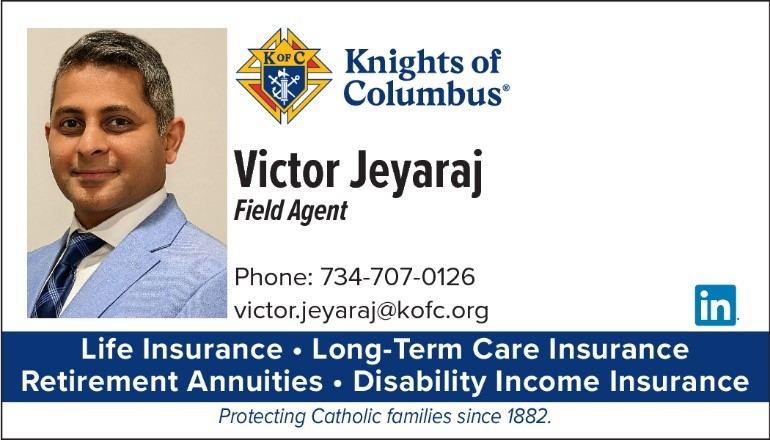 K OF C
Knights of
Columbus®
Victor Jeyaraj
Field Agent
Phone: 734-707-0126
victor.jeyaraj@kofc.org
in
Life Insurance • Long-Term Care Insurance
Retirement Annuities • Disability Income Insurance
Protecting Catholic families since 1882.